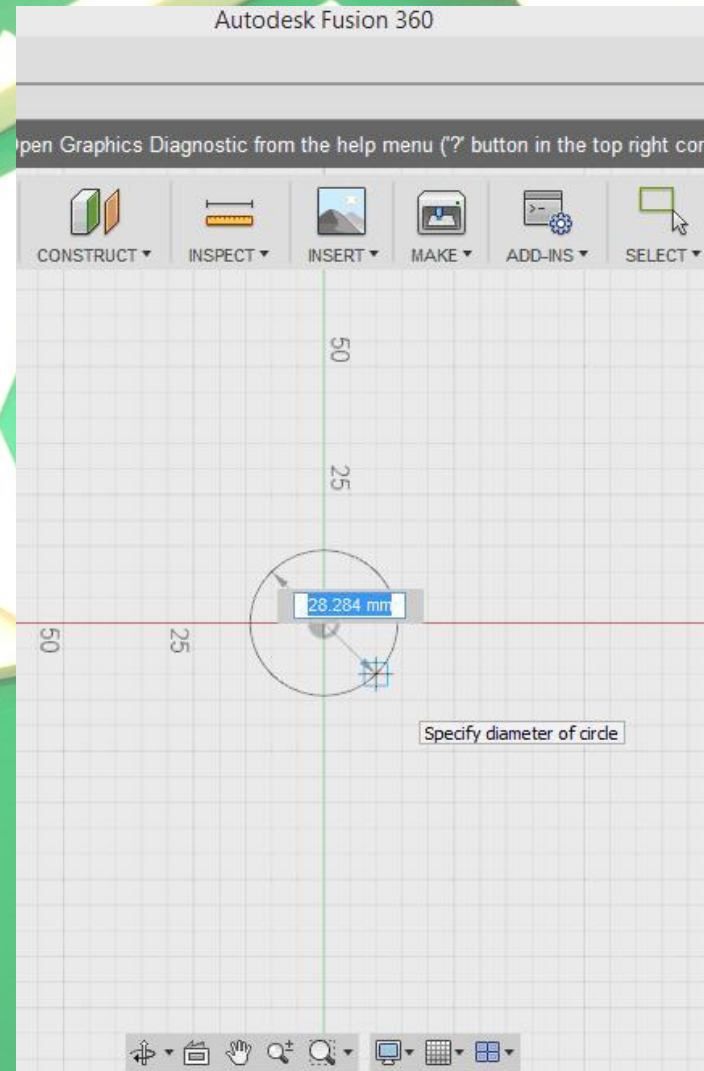 Autodesk Fusion 360
Open Graphics Diagnostic from the help menu ('?' button in the top right cor
CONSTRUCT INSPECT INSERT MAKE ADD-INS SELECT
50
25
28.284 mm
50 25
Specify diameter of circle